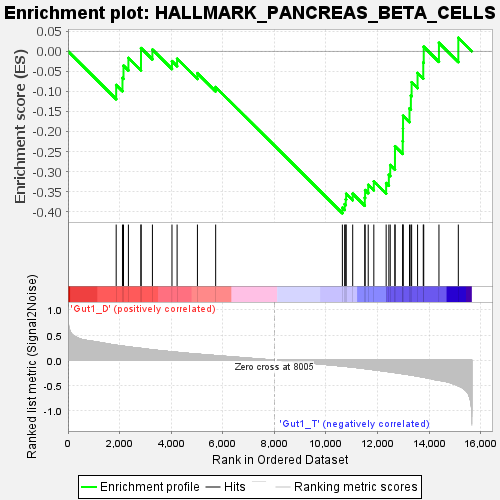 Enrichment plot: HALLMARK_PANCREAS_BETA_CELLS
Enrichment score (ES)
0.05
0.00
-0.05
-0.10
-0.15
-0.20
-0.25
-0.30
-0.35
-0.40
'Gut1_D' (positively correlated)
Ranked list metric (Signal2Noise)
1.0
0.5
0.0
-0.5
-1.0
Zero cross at 8005
'Gut1_T' (negatively correlated)
0 2,000 4,000 6,000 8,000 10,000 12,000 14,000 16,000
Rank in Ordered Dataset
Enrichment profile Hits Ranking metric scores